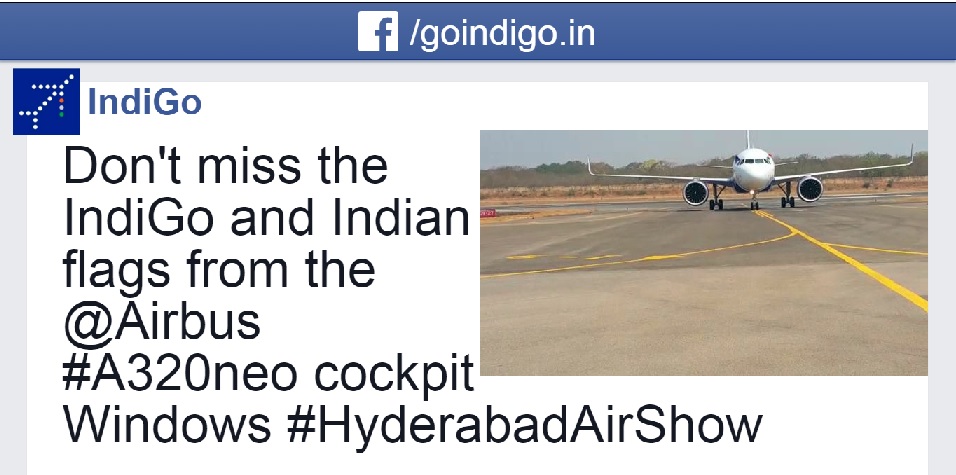 /goindigo.in
IndiGo
Don't miss the
IndiGo and Indian
flags from the
@Airbus
#A320neo cockpit
Windows #HyderabadAirShow